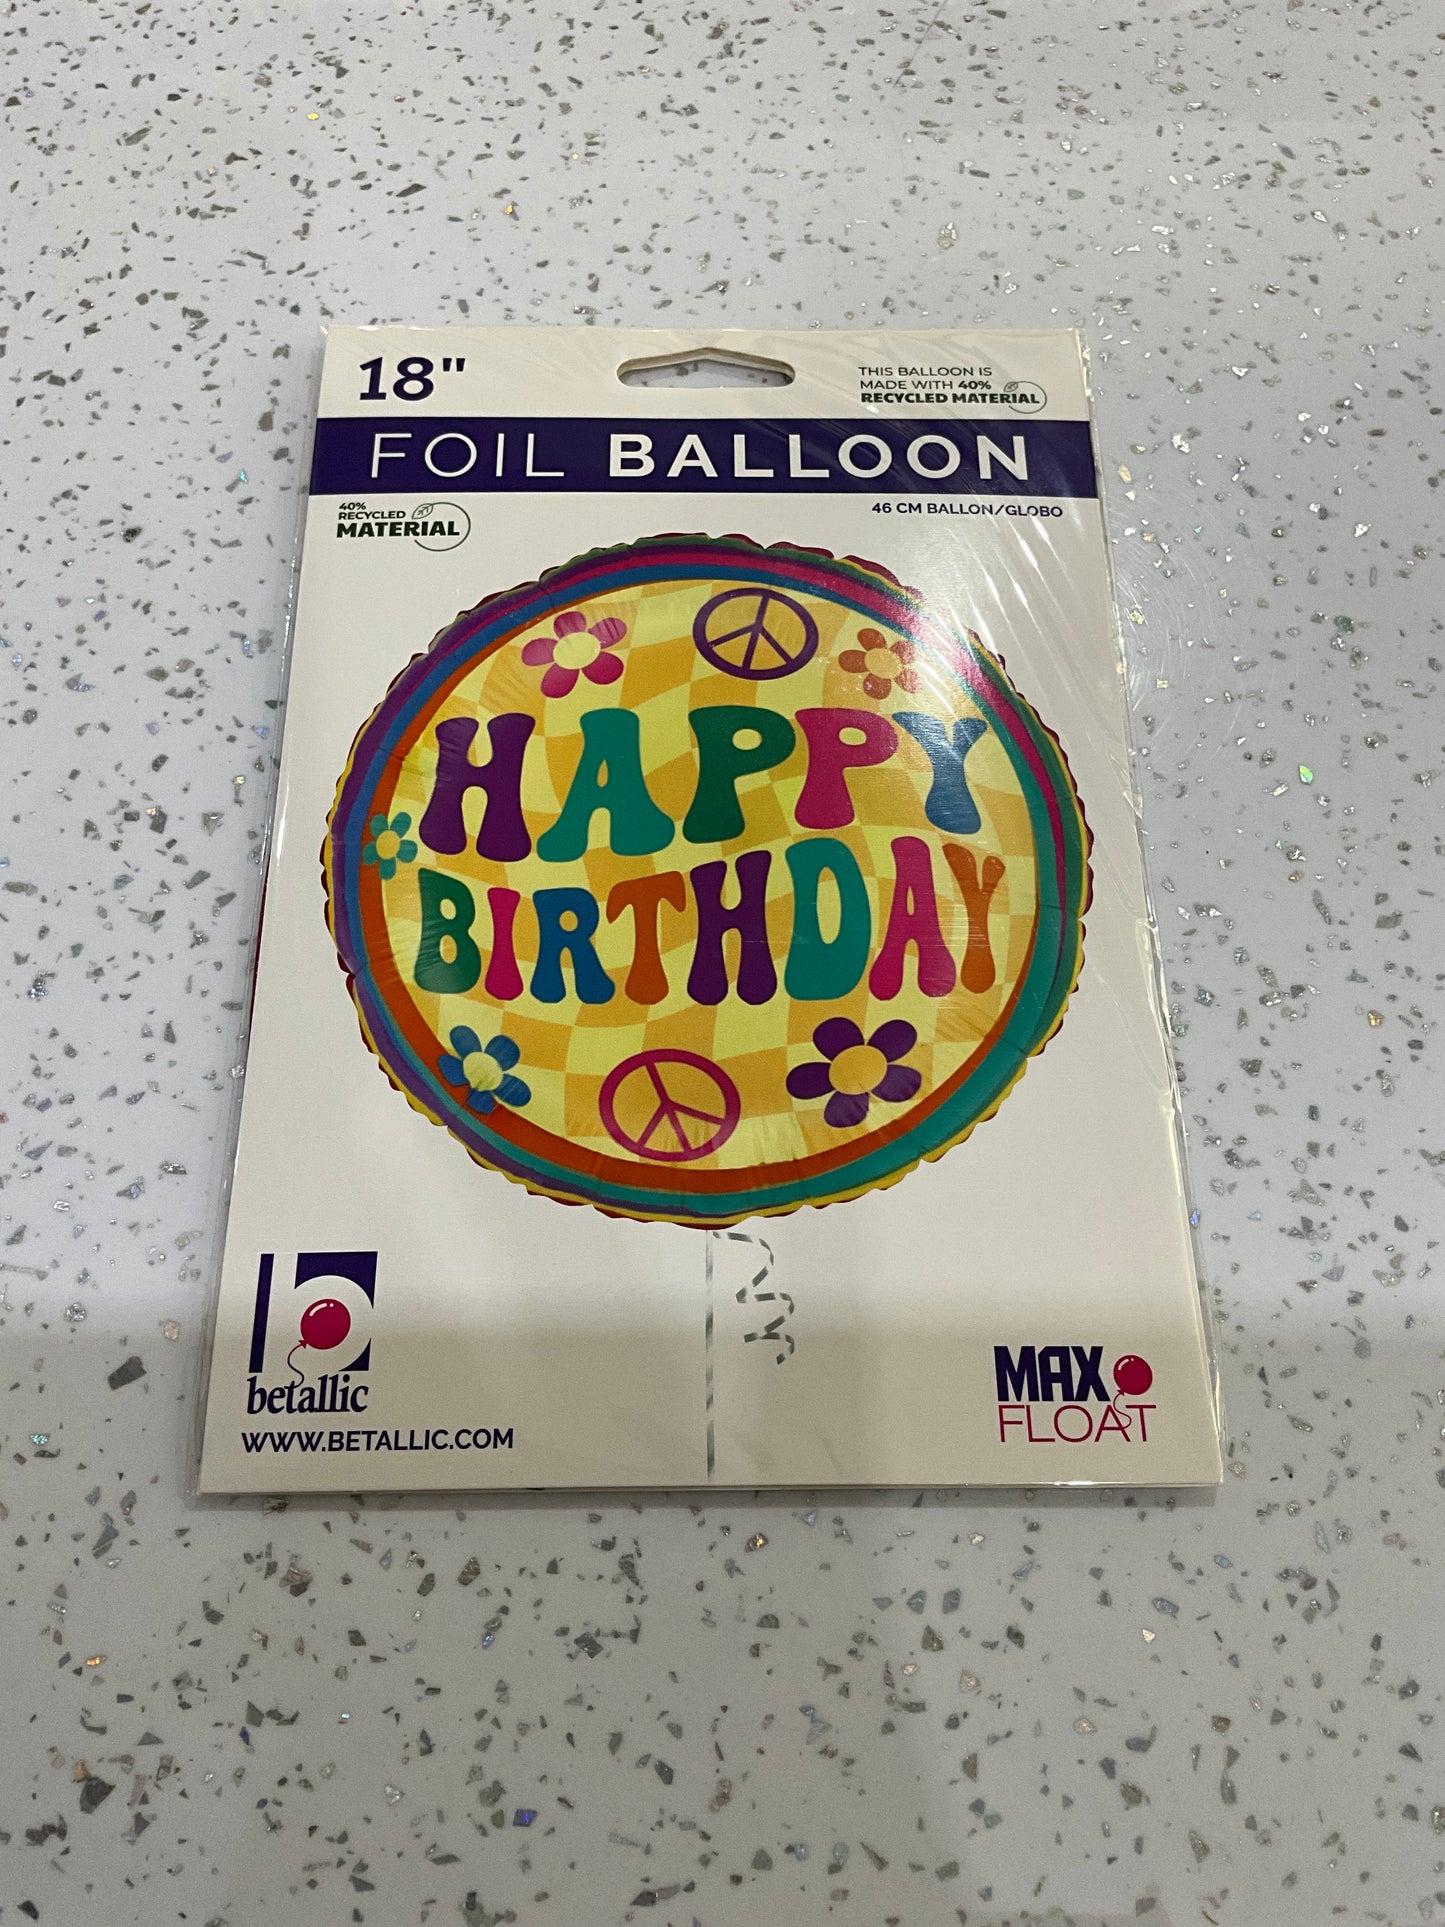 18"
THIS BALLOON IS
MADE WITH 40%
RECYCLED MATERIAL
FOIL BALLOON
40%
RECYCLED
MATERIAL
46 CM BALLON/GLOBO
HAPPY
BIRTHDAY
betallic
WWW.BETALLIC.COM
MAX
FLOAT